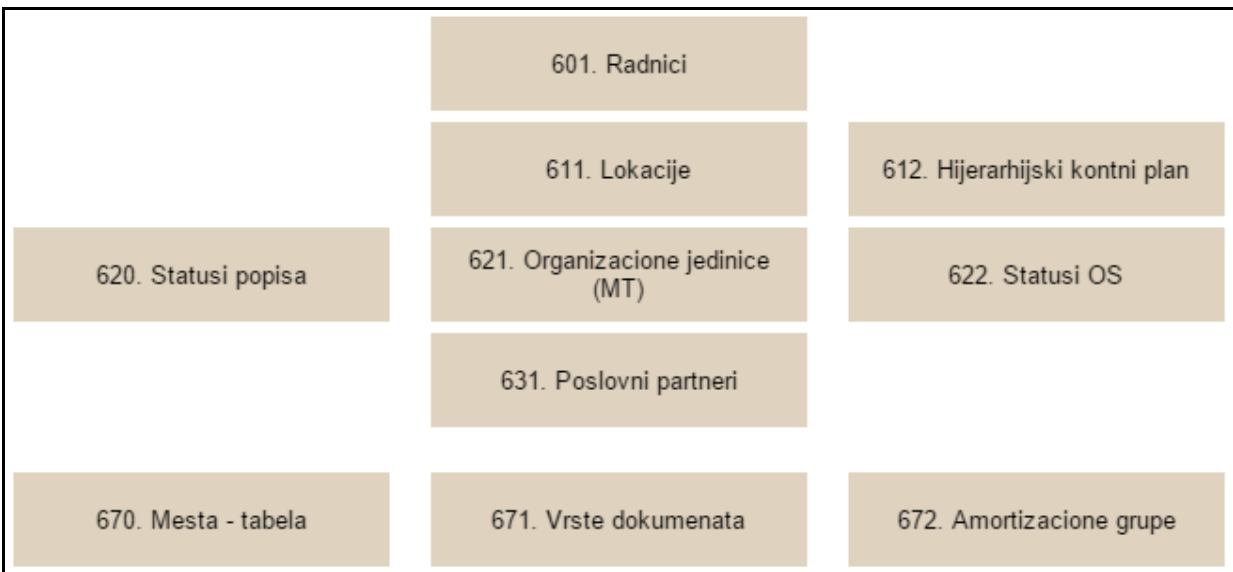 601. Radnici
611. Lokacije
612. Hijerarhijski kontni plan
620. Statusi popisa
621. Organizacione jedinice
(MT)
622. Statusi OS
631. Poslovni partneri
670. Mesta - tabela
671. Vrste dokumenata
672. Amortizacione grupe